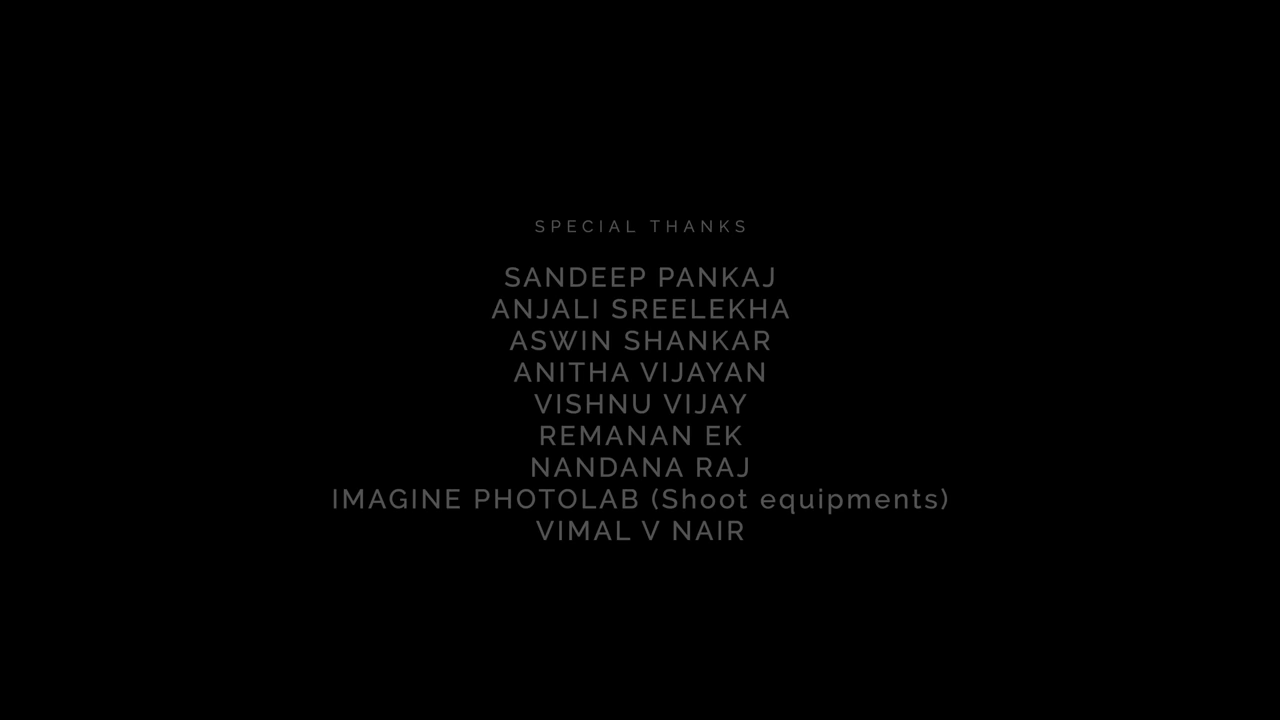 SPECIAL THANKS
SANDEEP PANKAJ
ANJALI SREELEKHA
ASWIN SHANKAR
ANITHA VIJAYAN
VISHNU VIJAY
REMANAN EK
NANDANA RAJ
IMAGINE PHOTOLAB (Shoot equipments)
VIMAL V NAIR